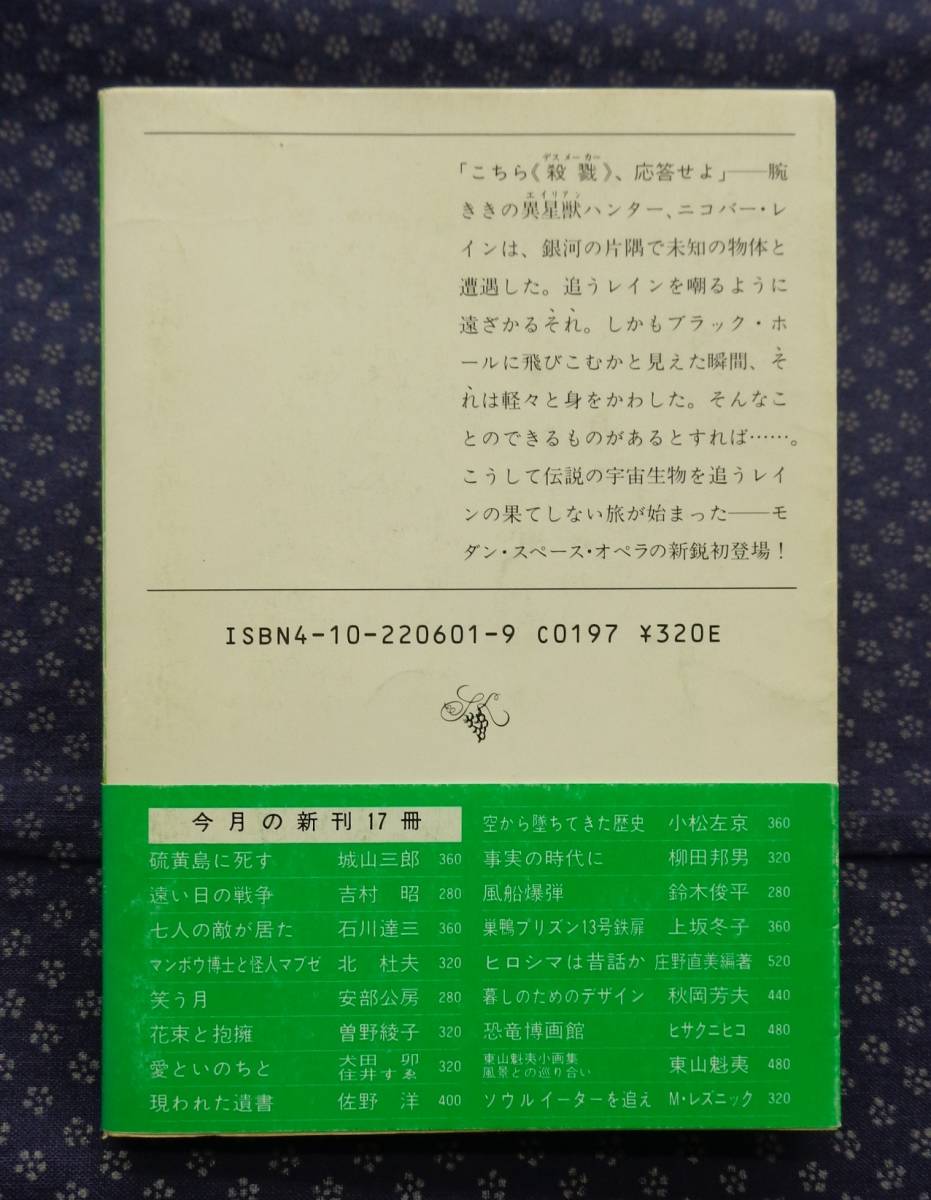 「こちら《殺戮》、応答せよ」——腕
デスメーカー
ききの異星獣ハンター、ニコバー・レ
エイリアン
インは、銀河の片隅で未知の物体と
遭遇した。追うレインを嘲るように
遠ざかるそれ。しかもブラック・ホ
ールに飛びこむかと見えた瞬間、そ
れは軽々と身をかわした。そんなこ
とのできるものがあるとすれば……。
こうして伝説の宇宙生物を追うレイ
ンの果てしない旅が始まった——モ
ダン・スペース・オペラの新鋭初登場！
ISBN4-10-220601-9 C0197 ¥320E
今月の新刊17冊
硫黄島に死す 城山三郎 360
遠い日の戦争 吉村 昭 280
七人の敵が居た 石川達三 360
マンボウ博士と怪人マブゼ 北 杜夫 320
笑う月 安部公房 280
花束と抱擁 曽野綾子 320
愛といのちと 犬田 卯 住井すゑ 320
現われた遺書 佐野 洋 400
空から墜ちてきた歴史 小松左京 360
事実の時代に 柳田邦男 320
風船爆弾 鈴木俊平 280
巣鴨プリズン13号鉄扉 上坂冬子 360
ヒロシマは昔話か 庄野直美編著 520
暮しのためのデザイン 秋岡芳夫 440
恐竜博画館 ヒサクニヒコ 480
東山魁夷小画集
風景との巡り合い 東山魁夷 480
ソウルイーターを追え M・レズニック 320